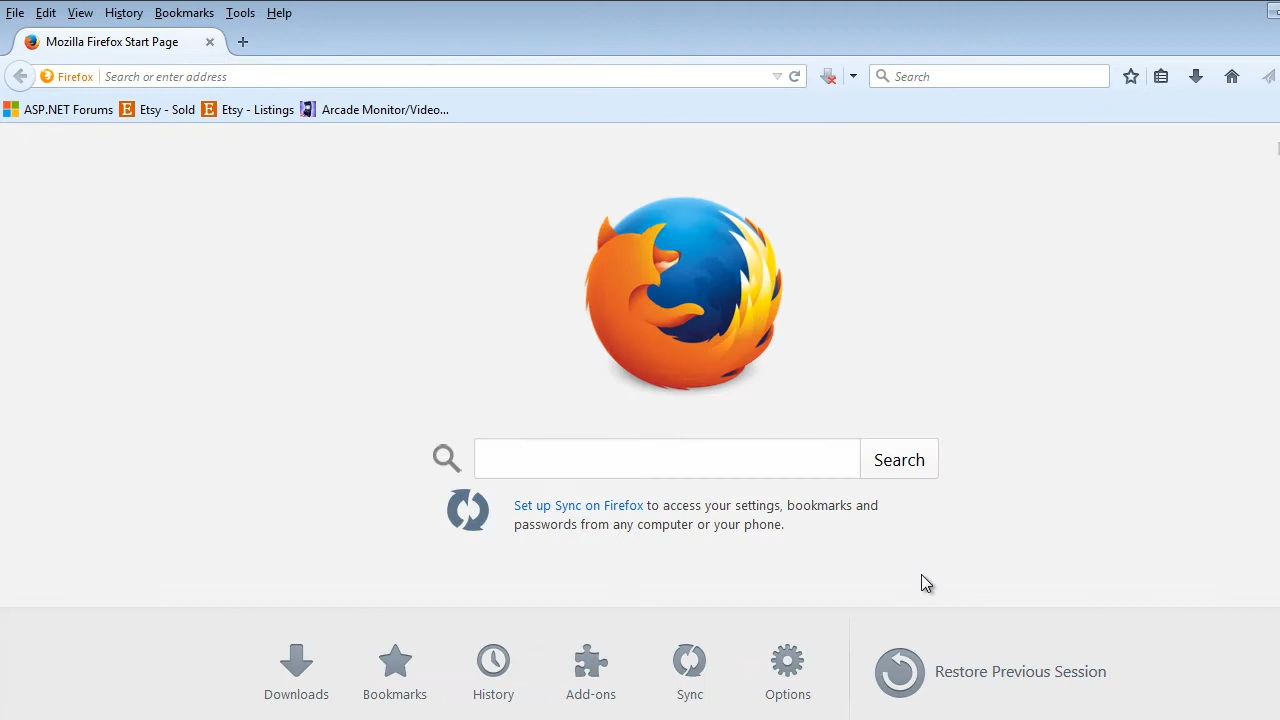 File Edit View History Bookmarks Tools Help
Mozilla Firefox Start Page
Firefox Search or enter address Search
ASP.NET Forums Etsy - Sold Etsy - Listings Arcade Monitor/Video...
Search
Set up Sync on Firefox to access your settings, bookmarks and
passwords from any computer or your phone.
Downloads Bookmarks History Add-ons Sync Options Restore Previous Session